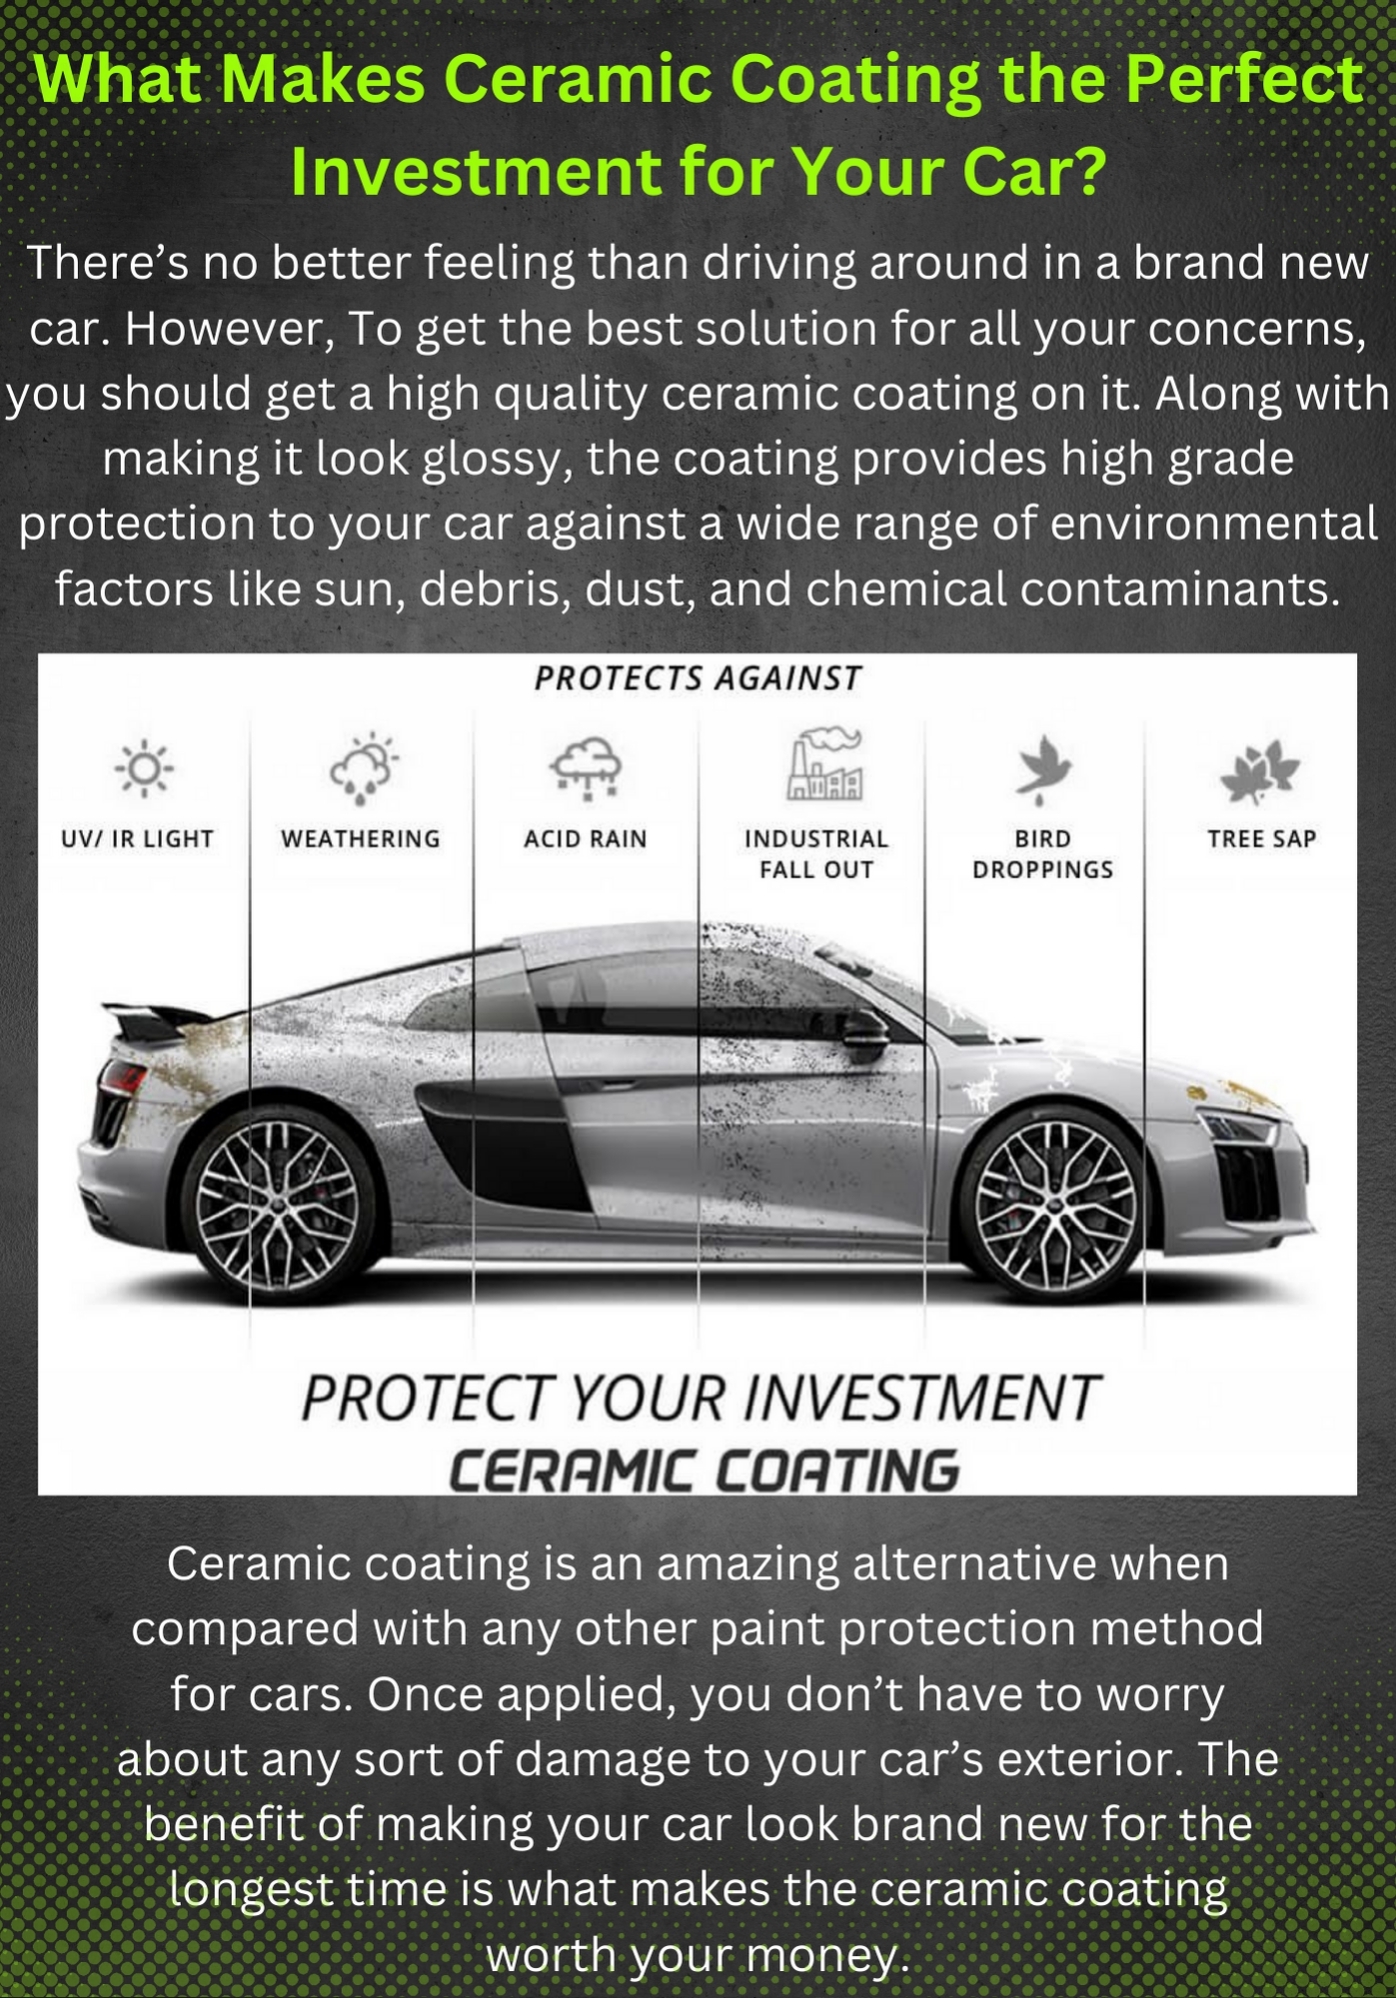 What Makes Ceramic Coating the Perfect
Investment for Your Car?
There’s no better feeling than driving around in a brand new
car. However, To get the best solution for all your concerns,
you should get a high quality ceramic coating on it. Along with
making it look glossy, the coating provides high grade
protection to your car against a wide range of environmental
factors like sun, debris, dust, and chemical contaminants.
PROTECTS AGAINST
UV/ IR LIGHT
WEATHERING
ACID RAIN
INDUSTRIAL
FALL OUT
BIRD
DROPPINGS
TREE SAP
PROTECT YOUR INVESTMENT
CERAMIC COATING
Ceramic coating is an amazing alternative when
compared with any other paint protection method
for cars. Once applied, you don’t have to worry
about any sort of damage to your car’s exterior. The
benefit of making your car look brand new for the
longest time is what makes the ceramic coating
worth your money.